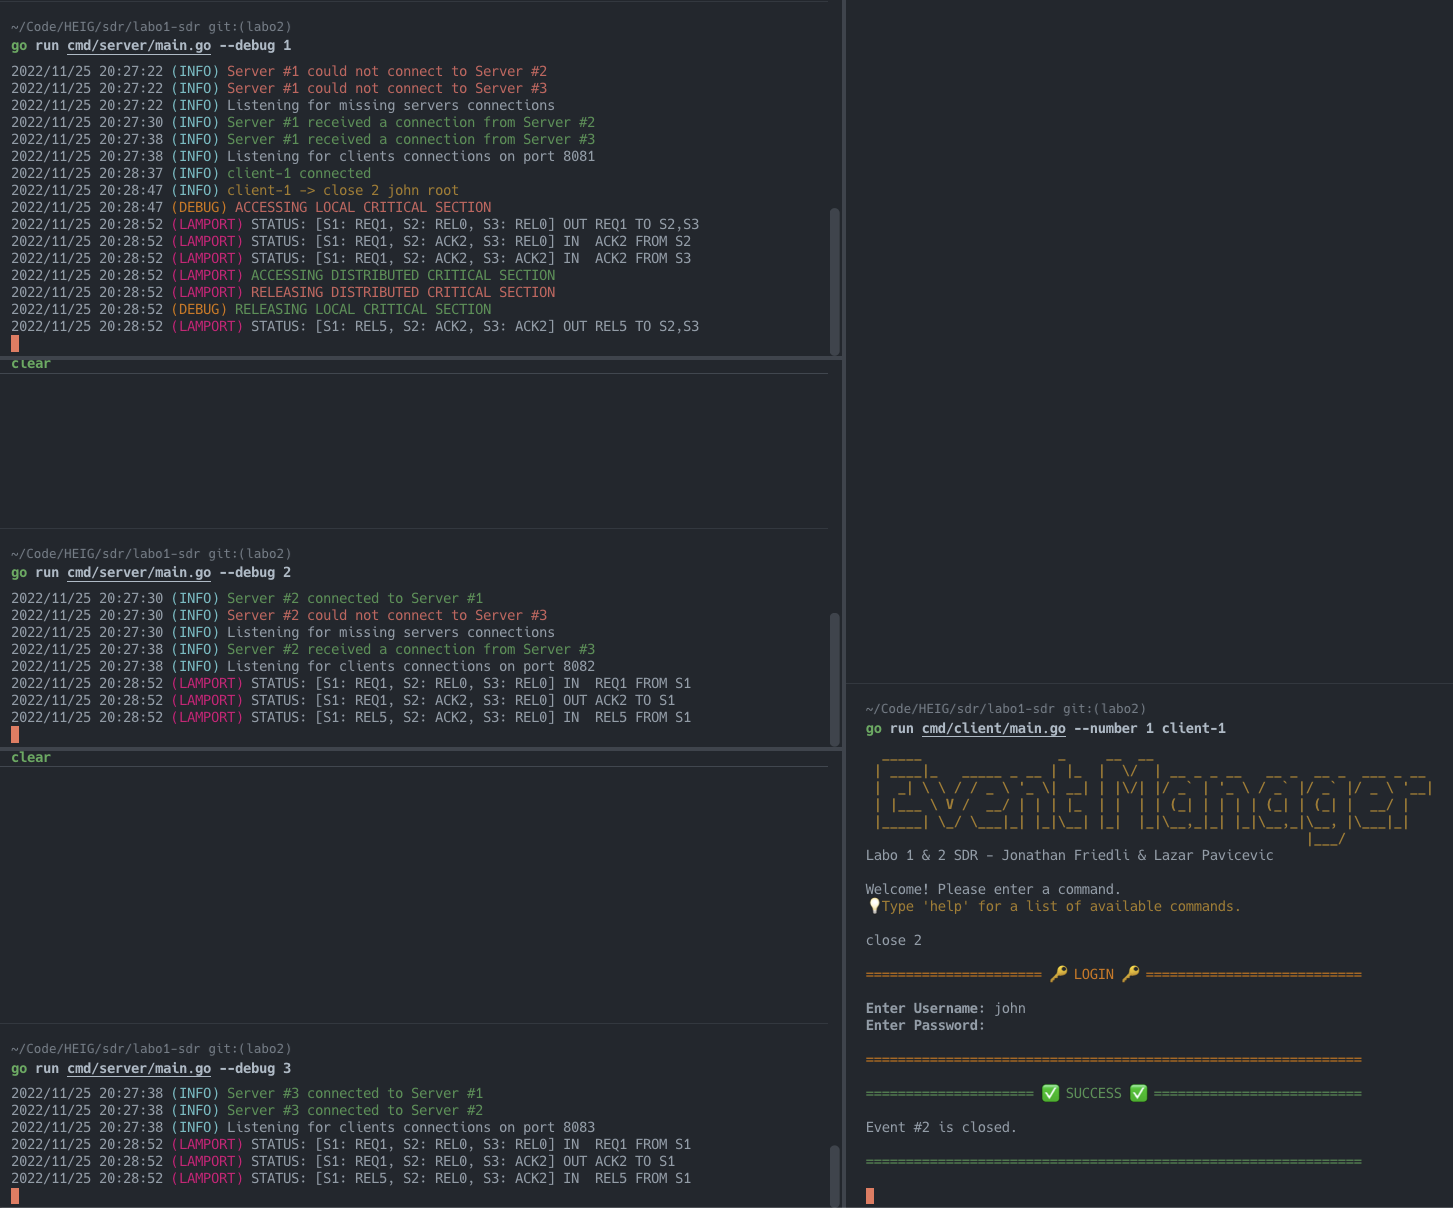 ~/Code/HEIG/sdr/labo1-sdr git:(labo2)
go run cmd/server/main.go --debug 1
2022/11/25 20:27:22 (INFO) Server #1 could not connect to Server #2
2022/11/25 20:27:22 (INFO) Server #1 could not connect to Server #3
2022/11/25 20:27:22 (INFO) Listening for missing servers connections
2022/11/25 20:27:30 (INFO) Server #1 received a connection from Server #2
2022/11/25 20:27:38 (INFO) Server #1 received a connection from Server #3
2022/11/25 20:27:38 (INFO) Listening for clients connections on port 8081
2022/11/25 20:28:37 (INFO) client-1 connected
2022/11/25 20:28:47 (INFO) client-1 -> close 2 john root
2022/11/25 20:28:47 (DEBUG) ACCESSING LOCAL CRITICAL SECTION
2022/11/25 20:28:52 (LAMPORT) STATUS: [S1: REQ1, S2: REL0, S3: REL0] OUT REQ1 TO S2,S3
2022/11/25 20:28:52 (LAMPORT) STATUS: [S1: REQ1, S2: ACK2, S3: REL0] IN  ACK2 FROM S2
2022/11/25 20:28:52 (LAMPORT) STATUS: [S1: REQ1, S2: ACK2, S3: ACK2] IN  ACK2 FROM S3
2022/11/25 20:28:52 (LAMPORT) ACCESSING DISTRIBUTED CRITICAL SECTION
2022/11/25 20:28:52 (LAMPORT) RELEASING DISTRIBUTED CRITICAL SECTION
2022/11/25 20:28:52 (DEBUG) RELEASING LOCAL CRITICAL SECTION
2022/11/25 20:28:52 (LAMPORT) STATUS: [S1: REL5, S2: ACK2, S3: ACK2] OUT REL5 TO S2,S3
clear
~/Code/HEIG/sdr/labo1-sdr git:(labo2)
go run cmd/server/main.go --debug 2
2022/11/25 20:27:30 (INFO) Server #2 connected to Server #1
2022/11/25 20:27:30 (INFO) Server #2 could not connect to Server #3
2022/11/25 20:27:30 (INFO) Listening for missing servers connections
2022/11/25 20:27:38 (INFO) Server #2 received a connection from Server #3
2022/11/25 20:27:38 (INFO) Listening for clients connections on port 8082
2022/11/25 20:28:52 (LAMPORT) STATUS: [S1: REQ1, S2: REL0, S3: REL0] IN  REQ1 FROM S1
2022/11/25 20:28:52 (LAMPORT) STATUS: [S1: REQ1, S2: ACK2, S3: REL0] OUT ACK2 TO S1
2022/11/25 20:28:52 (LAMPORT) STATUS: [S1: REL5, S2: ACK2, S3: REL0] IN  REL5 FROM S1
clear
~/Code/HEIG/sdr/labo1-sdr git:(labo2)
go run cmd/server/main.go --debug 3
2022/11/25 20:27:38 (INFO) Server #3 connected to Server #1
2022/11/25 20:27:38 (INFO) Server #3 connected to Server #2
2022/11/25 20:27:38 (INFO) Listening for clients connections on port 8083
2022/11/25 20:28:52 (LAMPORT) STATUS: [S1: REQ1, S2: REL0, S3: REL0] IN  REQ1 FROM S1
2022/11/25 20:28:52 (LAMPORT) STATUS: [S1: REQ1, S2: REL0, S3: ACK2] OUT ACK2 TO S1
2022/11/25 20:28:52 (LAMPORT) STATUS: [S1: REL5, S2: REL0, S3: ACK2] IN  REL5 FROM S1
~/Code/HEIG/sdr/labo1-sdr git:(labo2)
go run cmd/client/main.go --number 1 client-1
Event Manager
Labo 1 & 2 SDR - Jonathan Friedli & Lazar Pavicevic
Welcome! Please enter a command.
💡Type 'help' for a list of available commands.
close 2
====================== 🔑 LOGIN 🔑 ===========================
Enter Username: john
Enter Password:
==============================================================
===================== ✅ SUCCESS ✅ ==========================
Event #2 is closed.
==============================================================